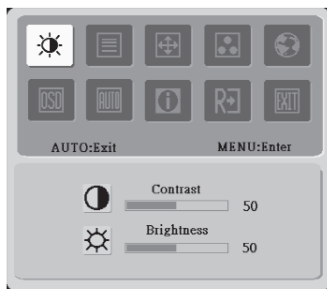 OSD AUTO i R EXIT
AUTO:Exit MENU:Enter
Contrast
50
Brightness
50